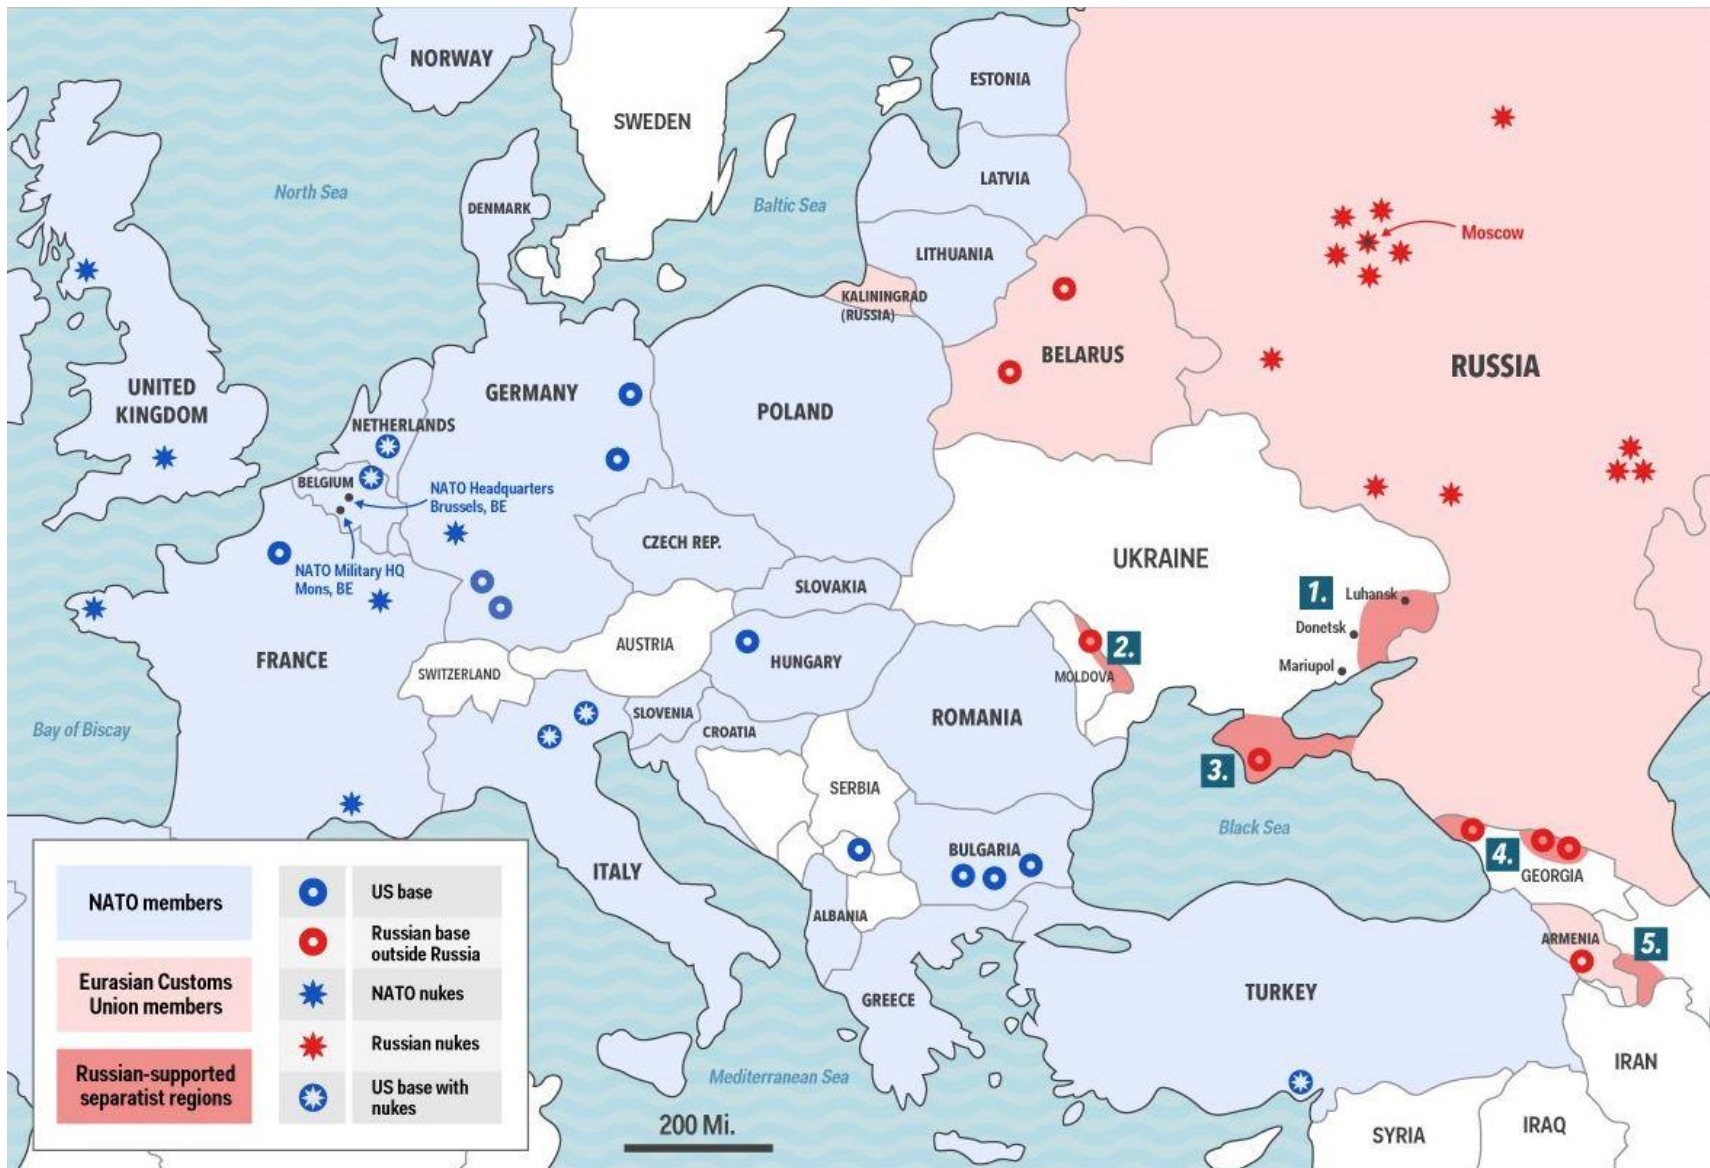 NORWAY
SWEDEN
ESTONIA
LATVIA
North Sea
Baltic Sea
DENMARK
LITHUANIA
Moscow
KALININGRAD
(RUSSIA)
BELARUS
RUSSIA
UNITED
KINGDOM
GERMANY
POLAND
NETHERLANDS
BELGIUM
NATO Headquarters
Brussels, BE
CZECH REP.
UKRAINE
NATO Military HQ
Mons, BE
SLOVAKIA
1.
Luhansk
Donetsk
Mariupol
FRANCE
AUSTRIA
SWITZERLAND
HUNGARY
2.
MOLDOVA
Bay of Biscay
SLOVENIA
CROATIA
ROMANIA
3.
SERBIA
Black Sea
BULGARIA
4.
GEORGIA
ITALY
ALBANIA
ARMENIA
5.
GREECE
TURKEY
IRAN
Mediterranean Sea
200 Mi.
SYRIA
IRAQ
NATO members
Eurasian Customs
Union members
Russian-supported
separatist regions
US base
Russian base
outside Russia
NATO nukes
Russian nukes
US base with
nukes